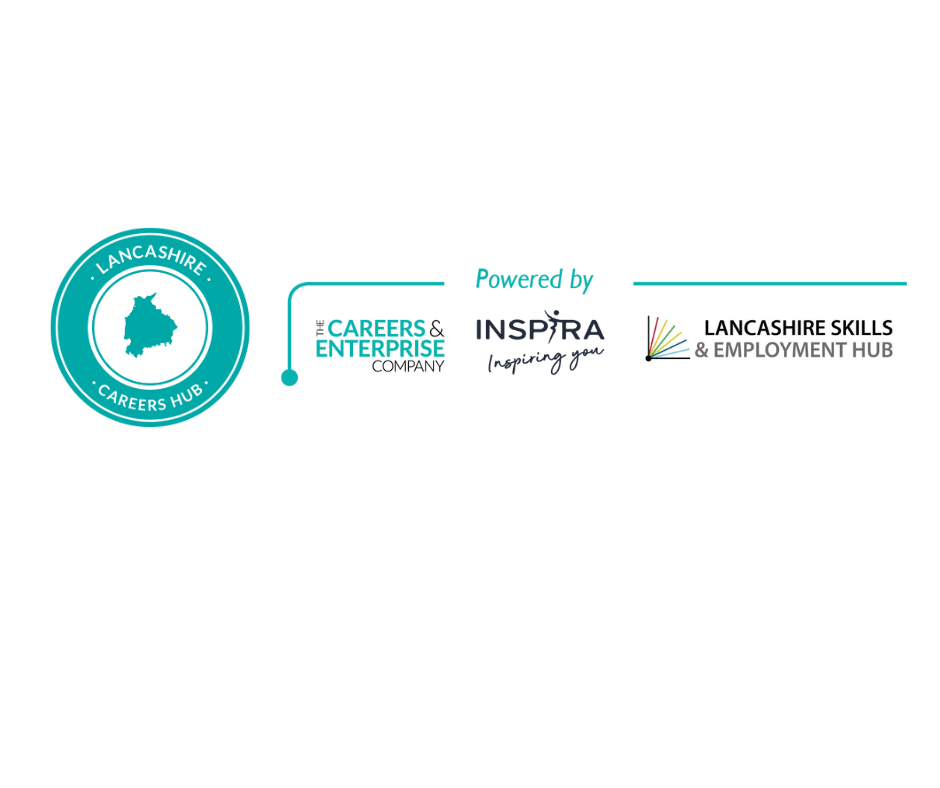 · LANCASHIRE ·
· CAREERS HUB ·
Powered by
THE CAREERS &
ENTERPRISE
COMPANY
INSPIRA
Inspiring you
LANCASHIRE SKILLS
& EMPLOYMENT HUB